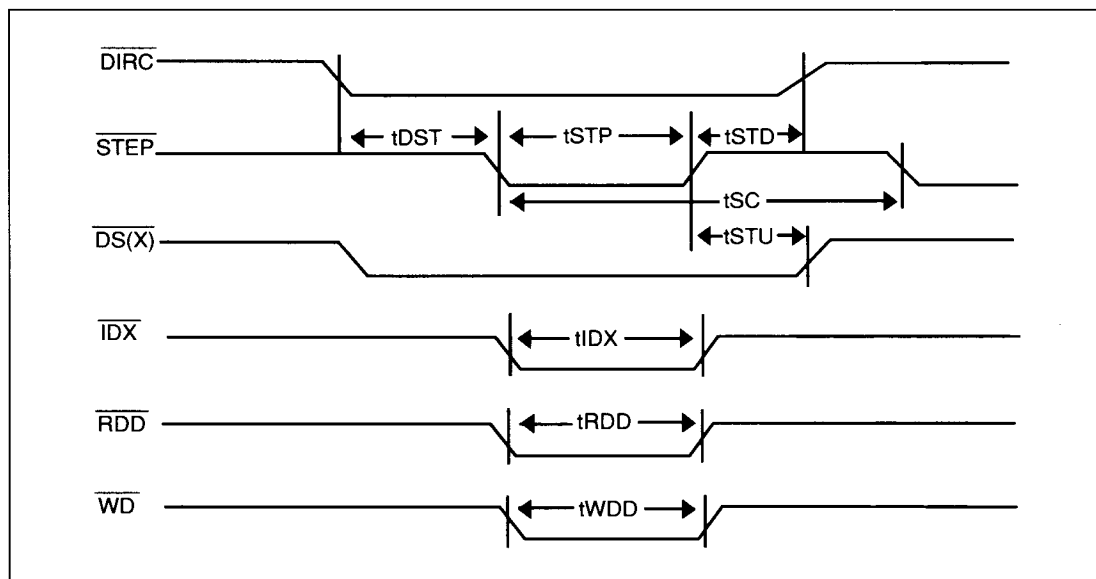 DIRC
tDST tSTP tSTD
STEP
tSC
DS(X) tSTU
IDX tIDX
RDD tRDD
WD tWDD